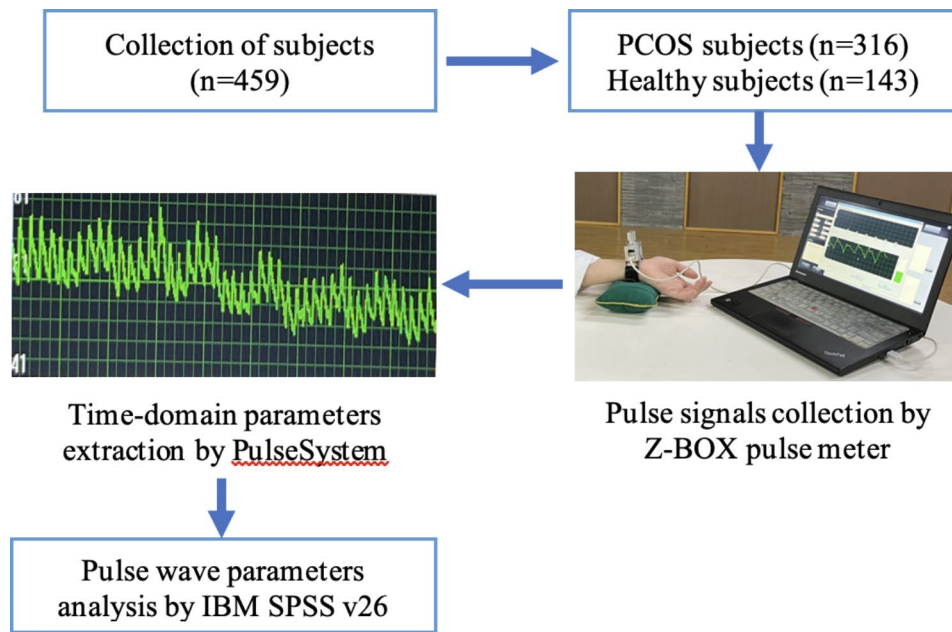 Collection of subjects
(n=459)
PCOS subjects (n=316)
Healthy subjects (n=143)
41
Time-domain parameters
extraction by PulseSystem
Pulse signals collection by
Z-BOX pulse meter
Pulse wave parameters
analysis by IBM SPSS v26